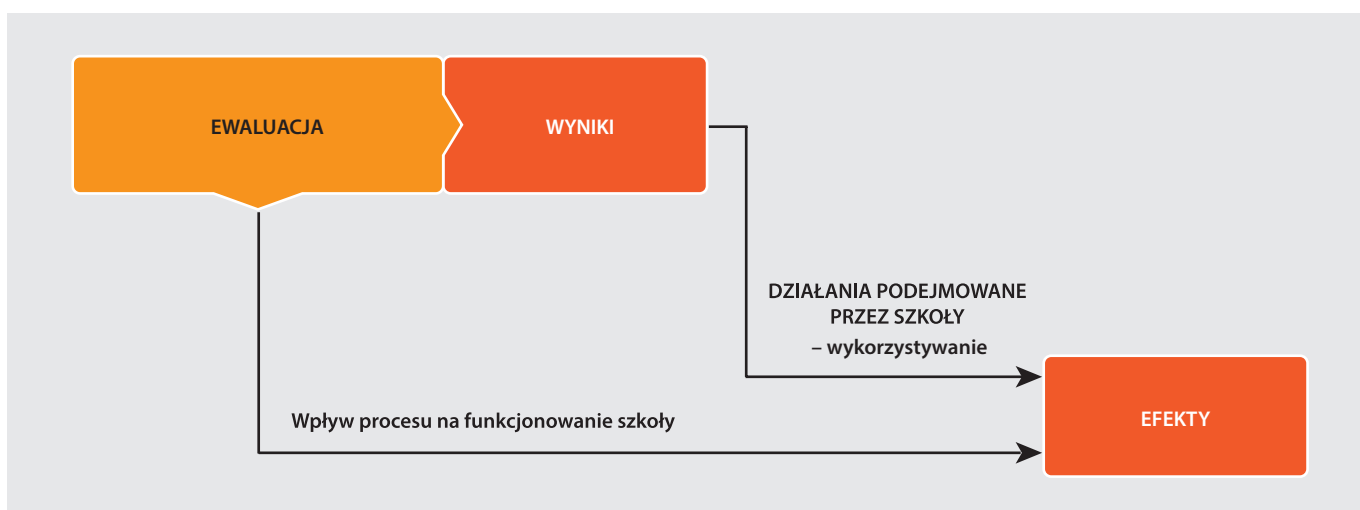 EWALUACJA
WYNIKI
DZIAŁANIA PODEJMOWANE
PRZEZ SZKOŁY
– wykorzystywanie
Wpływ procesu na funkcjonowanie szkoły
EFEKTY